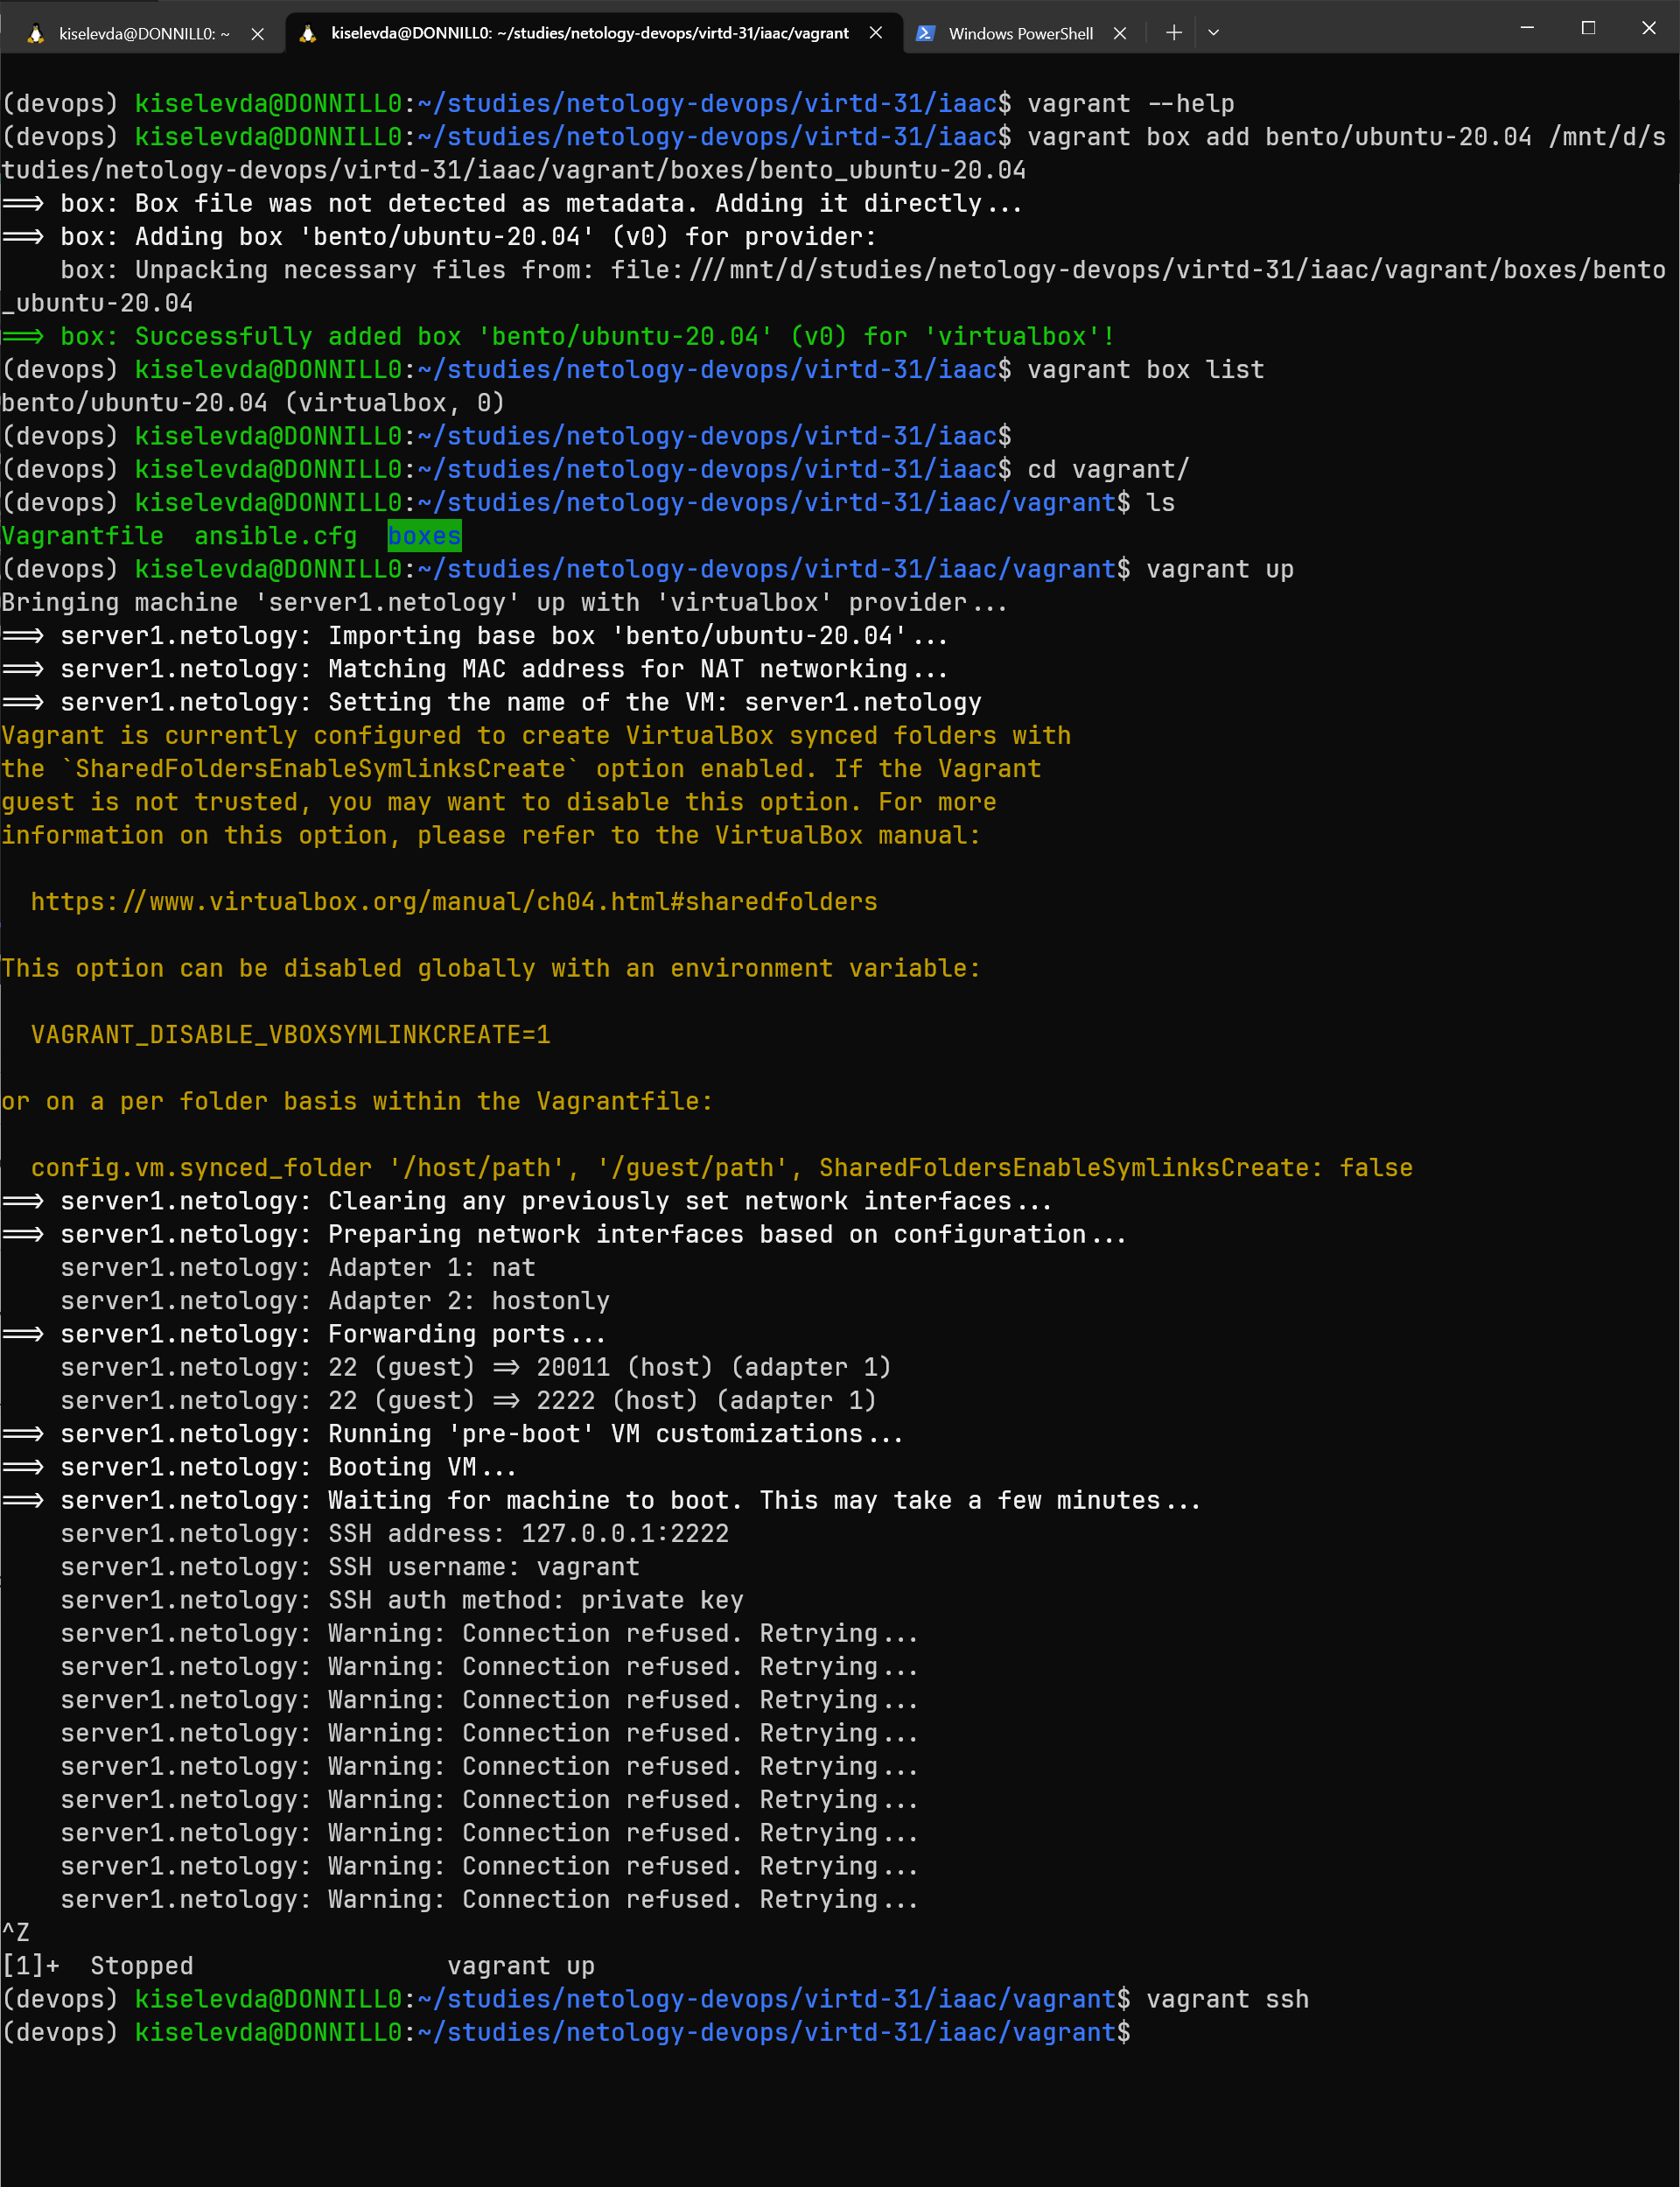 kiselevda@DONNILL0: ~
kiselevda@DONNILL0: ~/studies/netology-devops/virtd-31/iaac/vagrant
Windows PowerShell
(devops) kiselevda@DONNILL0:~/studies/netology-devops/virtd-31/iaac$ vagrant --help
(devops) kiselevda@DONNILL0:~/studies/netology-devops/virtd-31/iaac$ vagrant box add bento/ubuntu-20.04 /mnt/d/s
tudies/netology-devops/virtd-31/iaac/vagrant/boxes/bento_ubuntu-20.04
==> box: Box file was not detected as metadata. Adding it directly...
==> box: Adding box 'bento/ubuntu-20.04' (v0) for provider:
    box: Unpacking necessary files from: file:///mnt/d/studies/netology-devops/virtd-31/iaac/vagrant/boxes/bento
_ubuntu-20.04
==> box: Successfully added box 'bento/ubuntu-20.04' (v0) for 'virtualbox'!
(devops) kiselevda@DONNILL0:~/studies/netology-devops/virtd-31/iaac$ vagrant box list
bento/ubuntu-20.04 (virtualbox, 0)
(devops) kiselevda@DONNILL0:~/studies/netology-devops/virtd-31/iaac$
(devops) kiselevda@DONNILL0:~/studies/netology-devops/virtd-31/iaac$ cd vagrant/
(devops) kiselevda@DONNILL0:~/studies/netology-devops/virtd-31/iaac/vagrant$ ls
Vagrantfile  ansible.cfg  boxes
(devops) kiselevda@DONNILL0:~/studies/netology-devops/virtd-31/iaac/vagrant$ vagrant up
Bringing machine 'server1.netology' up with 'virtualbox' provider...
==> server1.netology: Importing base box 'bento/ubuntu-20.04'...
==> server1.netology: Matching MAC address for NAT networking...
==> server1.netology: Setting the name of the VM: server1.netology
Vagrant is currently configured to create VirtualBox synced folders with
the `SharedFoldersEnableSymlinksCreate` option enabled. If the Vagrant
guest is not trusted, you may want to disable this option. For more
information on this option, please refer to the VirtualBox manual:
  https://www.virtualbox.org/manual/ch04.html#sharedfolders
This option can be disabled globally with an environment variable:
  VAGRANT_DISABLE_VBOXSYMLINKCREATE=1
or on a per folder basis within the Vagrantfile:
  config.vm.synced_folder '/host/path', '/guest/path', SharedFoldersEnableSymlinksCreate: false
==> server1.netology: Clearing any previously set network interfaces...
==> server1.netology: Preparing network interfaces based on configuration...
    server1.netology: Adapter 1: nat
    server1.netology: Adapter 2: hostonly
==> server1.netology: Forwarding ports...
    server1.netology: 22 (guest) => 20011 (host) (adapter 1)
    server1.netology: 22 (guest) => 2222 (host) (adapter 1)
==> server1.netology: Running 'pre-boot' VM customizations...
==> server1.netology: Booting VM...
==> server1.netology: Waiting for machine to boot. This may take a few minutes...
    server1.netology: SSH address: 127.0.0.1:2222
    server1.netology: SSH username: vagrant
    server1.netology: SSH auth method: private key
    server1.netology: Warning: Connection refused. Retrying...
    server1.netology: Warning: Connection refused. Retrying...
    server1.netology: Warning: Connection refused. Retrying...
    server1.netology: Warning: Connection refused. Retrying...
    server1.netology: Warning: Connection refused. Retrying...
    server1.netology: Warning: Connection refused. Retrying...
    server1.netology: Warning: Connection refused. Retrying...
    server1.netology: Warning: Connection refused. Retrying...
    server1.netology: Warning: Connection refused. Retrying...
^Z
[1]+  Stopped                 vagrant up
(devops) kiselevda@DONNILL0:~/studies/netology-devops/virtd-31/iaac/vagrant$ vagrant ssh
(devops) kiselevda@DONNILL0:~/studies/netology-devops/virtd-31/iaac/vagrant$